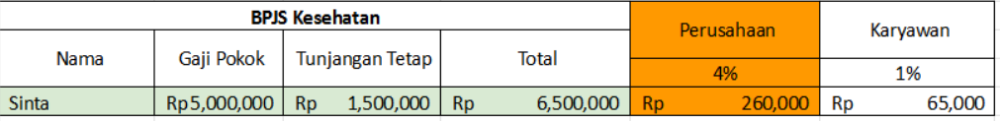 BPJS Kesehatan
Perusahaan
Karyawan
Nama
Gaji Pokok
Tunjangan Tetap
Total
4%
1%
Sinta
Rp5,000,000
Rp 1,500,000
Rp 6,500,000
Rp 260,000
Rp 65,000